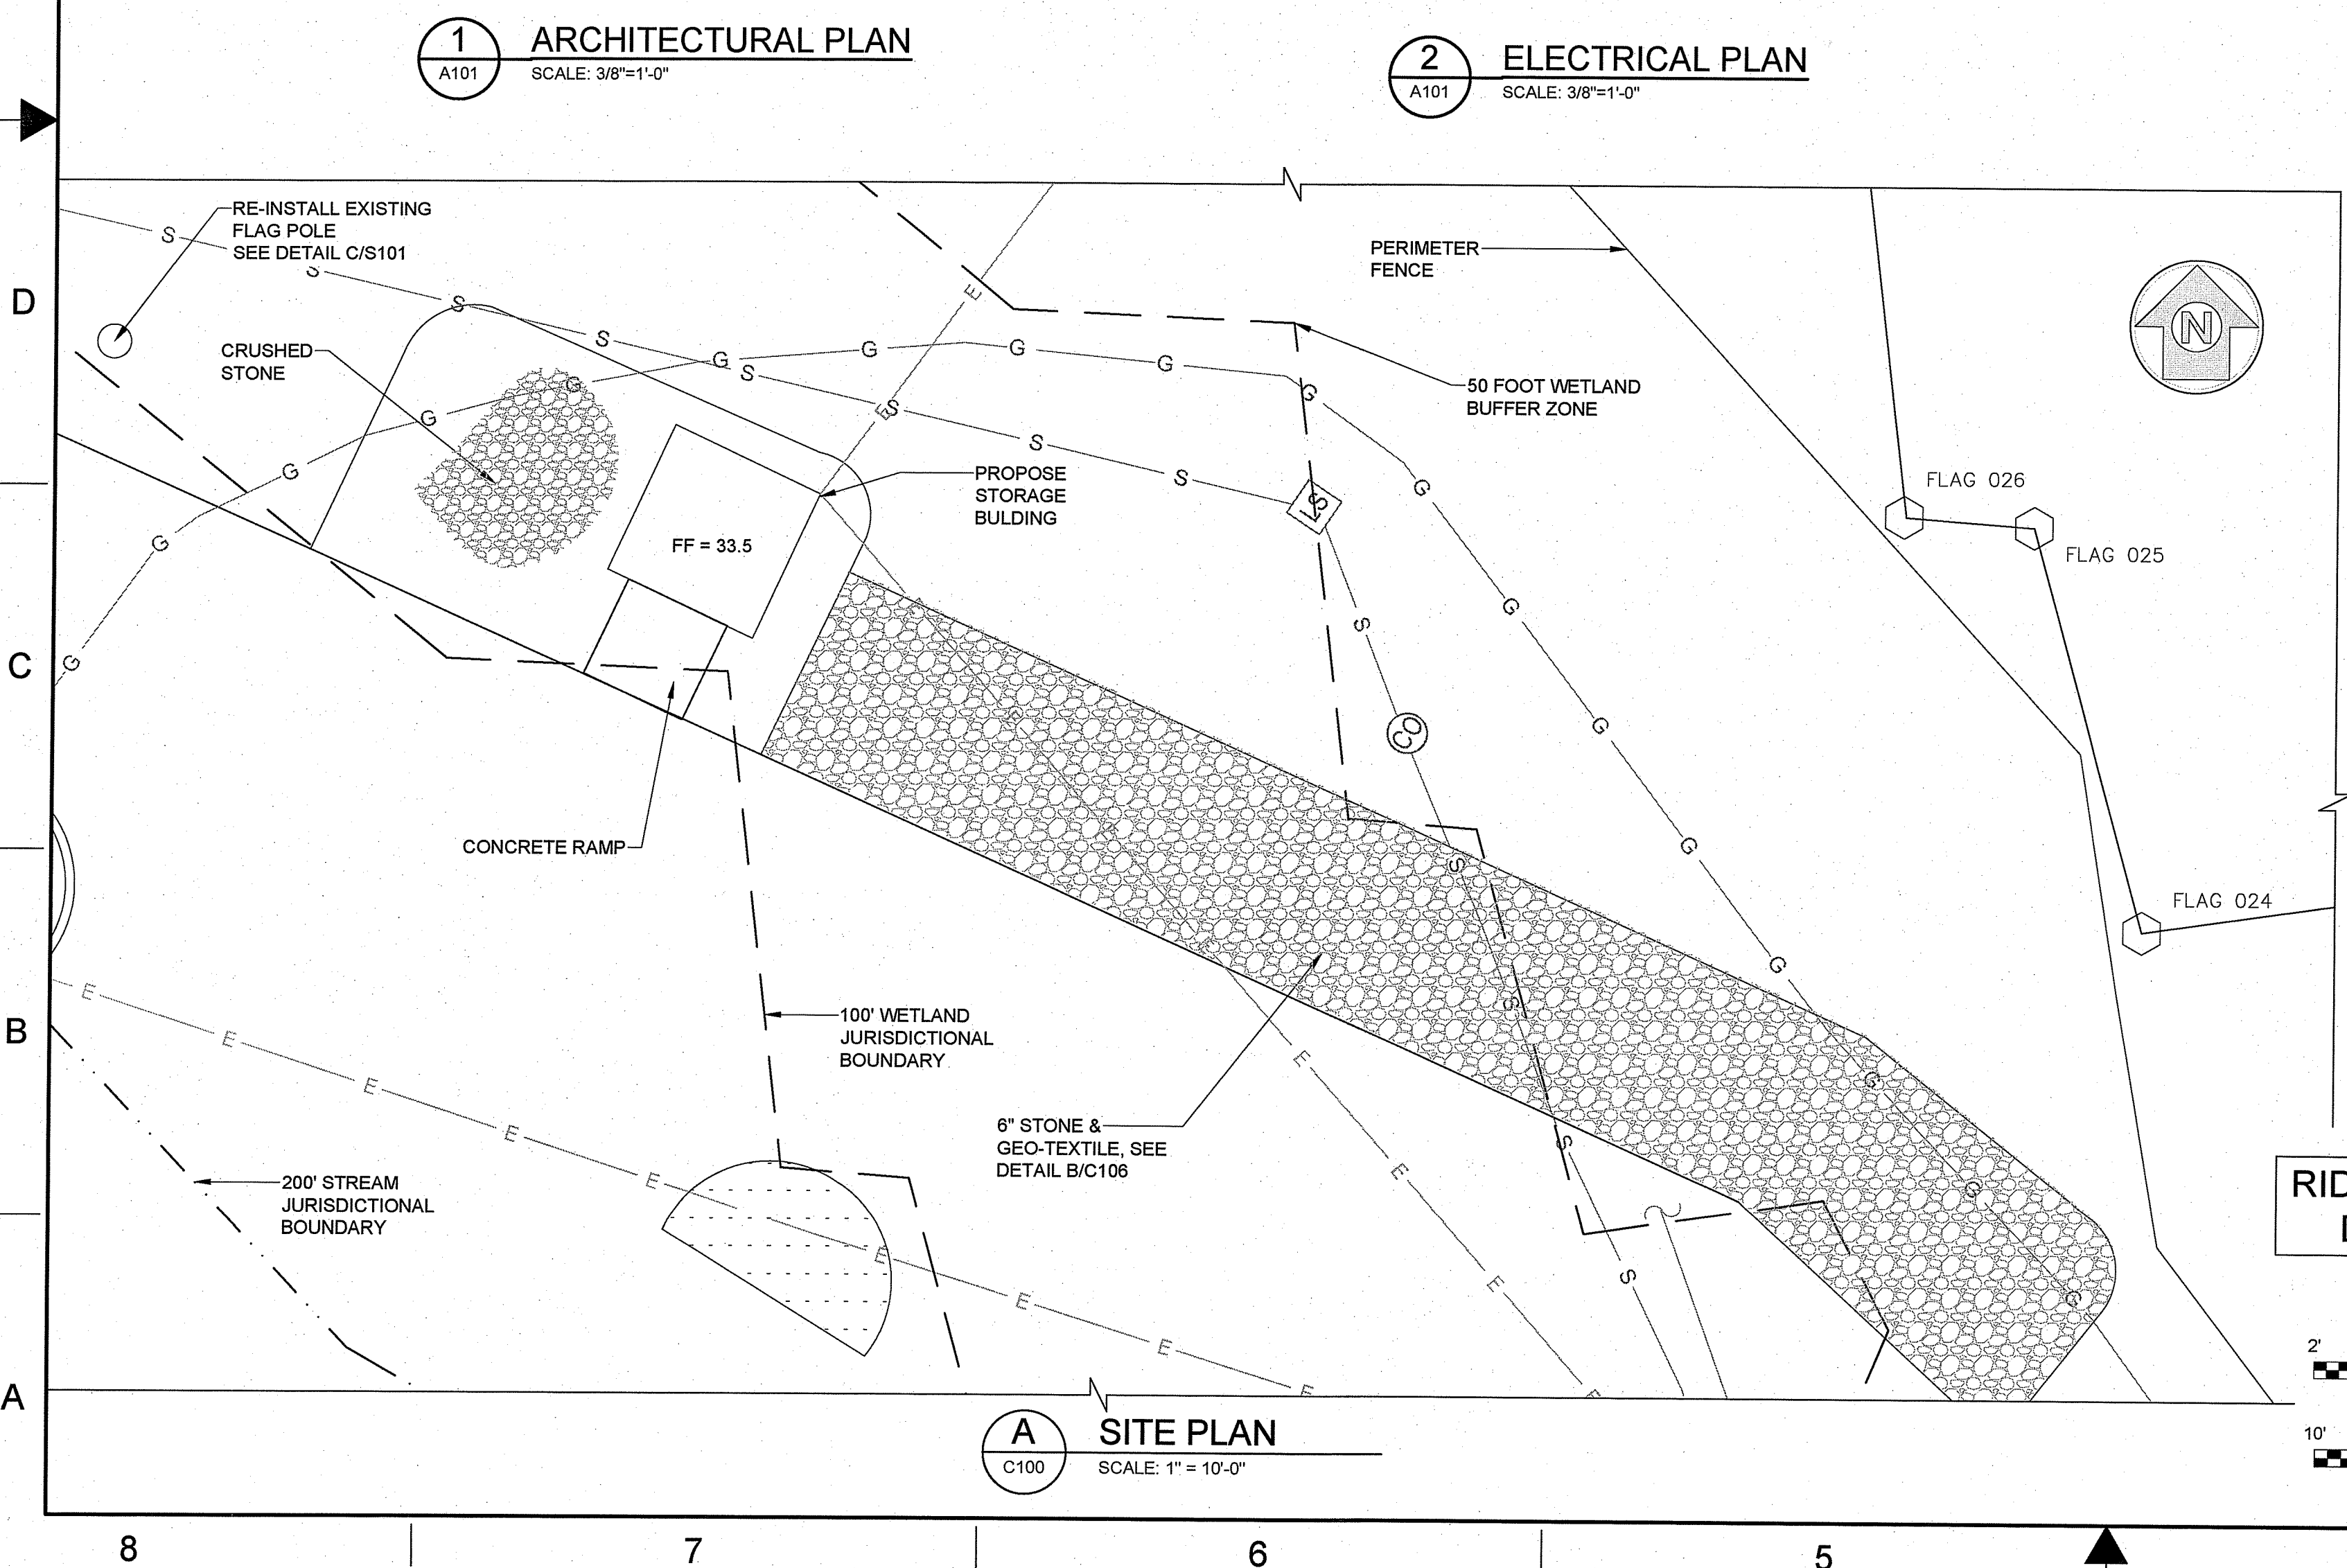 1
A101
ARCHITECTURAL PLAN
SCALE: 3/8"=1'-0"
2
A101
ELECTRICAL PLAN
SCALE: 3/8"=1'-0"
RE-INSTALL EXISTING
FLAG POLE
SEE DETAIL C/S101
CRUSHED
STONE
PERIMETER
FENCE
N
50 FOOT WETLAND
BUFFER ZONE
PROPOSE
STORAGE
BULDING
FF = 33.5
ST
CO
FLAG 026
FLAG 025
FLAG 024
CONCRETE RAMP
100' WETLAND
JURISDICTIONAL
BOUNDARY
6" STONE &
GEO-TEXTILE, SEE
DETAIL B/C106
200' STREAM
JURISDICTIONAL
BOUNDARY
S S S S S S S S S S S S S S
G G G G G G G G G G G G G G G G G G G
E E E E E E E E E E E E E E E E E E E E
D
C
B
A
RID
2'
10'
A
C100
SITE PLAN
SCALE: 1" = 10'-0"
8
7
6
5